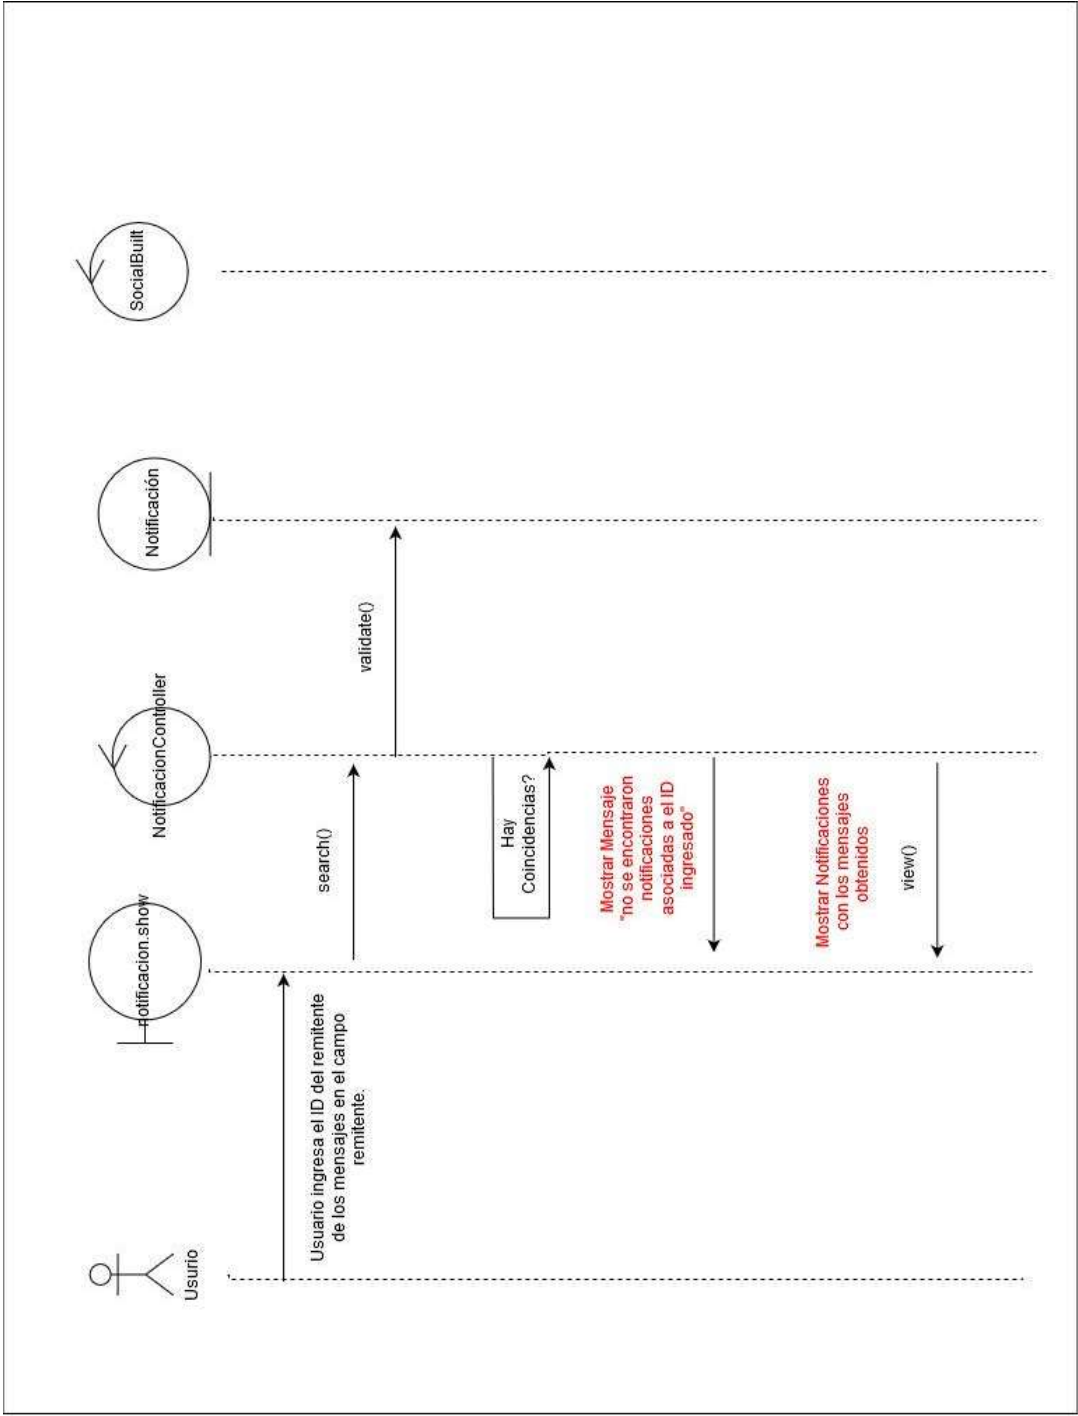 Usurio
notificacion.show
NotificacionController
Notificación
SocialBuilt
Usuario ingresa el ID del remitente
de los mensajes en el campo
remitente.
search()
validate()
Hay
Coincidencias?
Mostrar Mensaje
"no se encontraron
notificaciones
asociadas a el ID
ingresado"
Mostrar Notificaciones
con los mensajes
obtenidos
view()